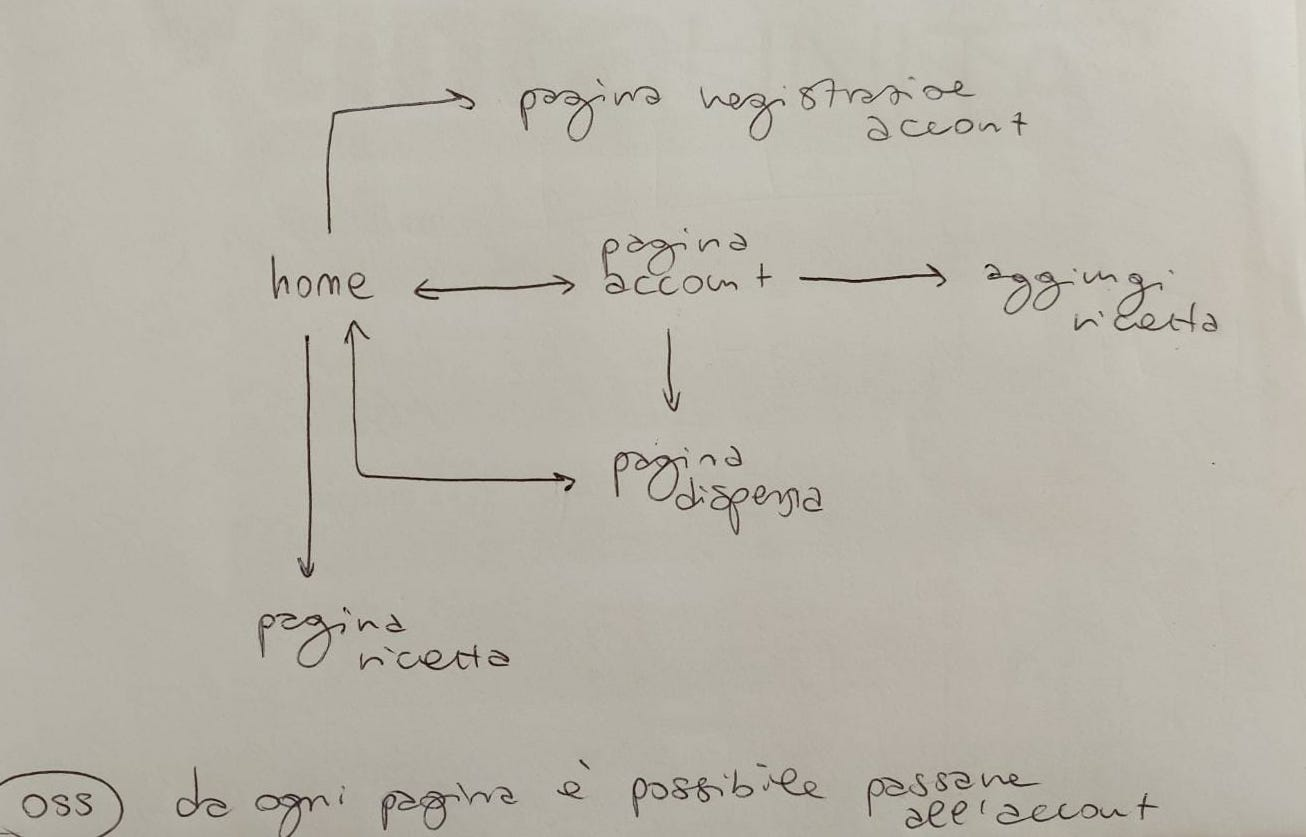 pagina registrazioe
accont
pagina
home account aggiungi
ricetta
pagina
dispensa
pagina
ricetta
oss da ogni pagina è possibile passare
all'account